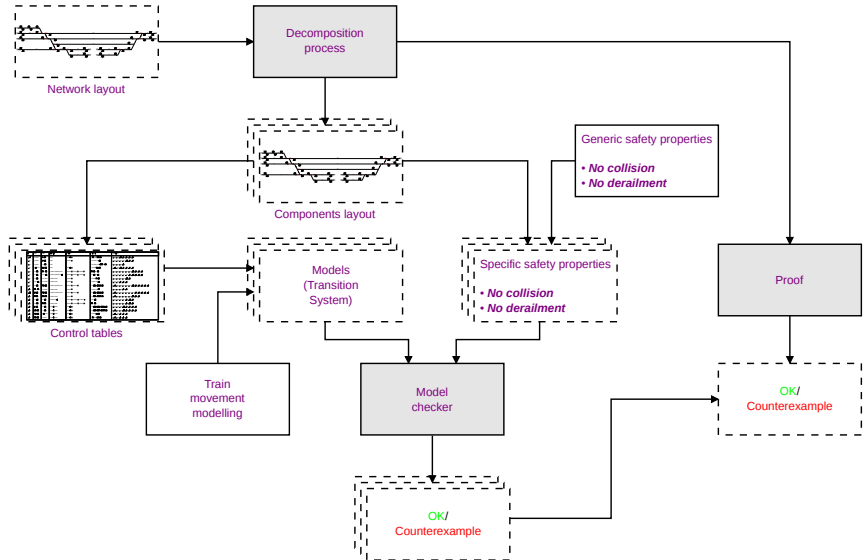 Decomposition
process
Network layout
Generic safety properties
• No collision
• No derailment
Components layout
Models
(Transition
System)
Specific safety properties
• No collision
• No derailment
Proof
Control tables
Train
movement
modelling
Model
checker
OK/
Counterexample
OK/
Counterexample